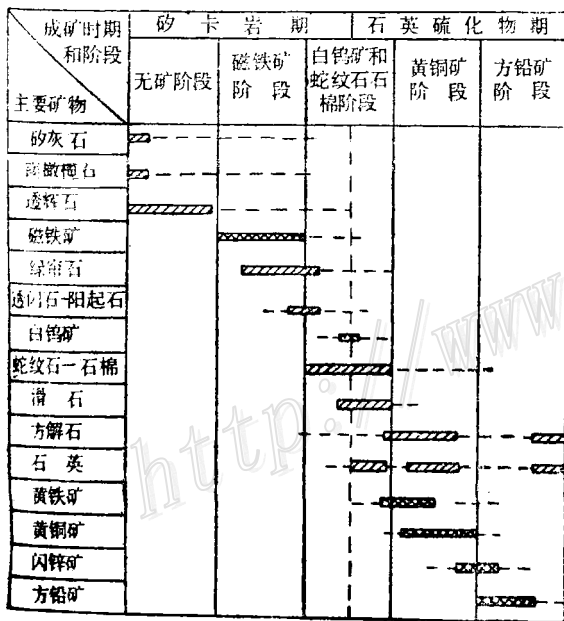 成矿时期和阶段
主要矿物
矽卡岩期
石英硫化物期
无矿阶段
磁铁矿阶段
白钨矿和蛇纹石石棉阶段
黄铜矿阶段
方铅矿阶段
矽灰石
橄榄石
透辉石
磁铁矿
绿帘石
透闪石-阳起石
白钨矿
蛇纹石-石棉
滑石
方解石
石英
黄铁矿
黄铜矿
闪锌矿
方铅矿
http://www